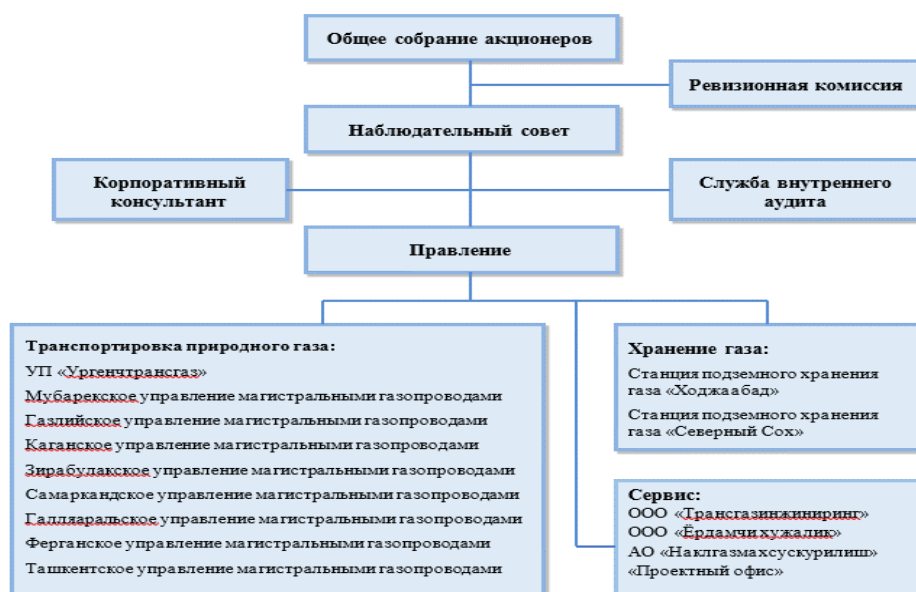 Общее собрание акционеров
Ревизионная комиссия
Наблюдательный совет
Корпоративный
консультант
Служба внутреннего
аудита
Правление
Транспортировка природного газа:
УП «Ургенчтрансгаз»
Мубарекское управление магистральными газопроводами
Газлийское управление магистральными газопроводами
Каганское управление магистральными газопроводами
Зирабулакское управление магистральными газопроводами
Самаркандское управление магистральными газопроводами
Галляаральское управление магистральными газопроводами
Ферганское управление магистральными газопроводами
Ташкентское управление магистральными газопроводами
Хранение газа:
Станция подземного хранения
газа «Ходжаабад»
Станция подземного хранения
газа «Северный Сох»
Сервис:
ООО «Трансгазинжиниринг»
ООО «Ёрдамчи хужалик»
АО «Наклгазмахсускурилиш»
«Проектный офис»